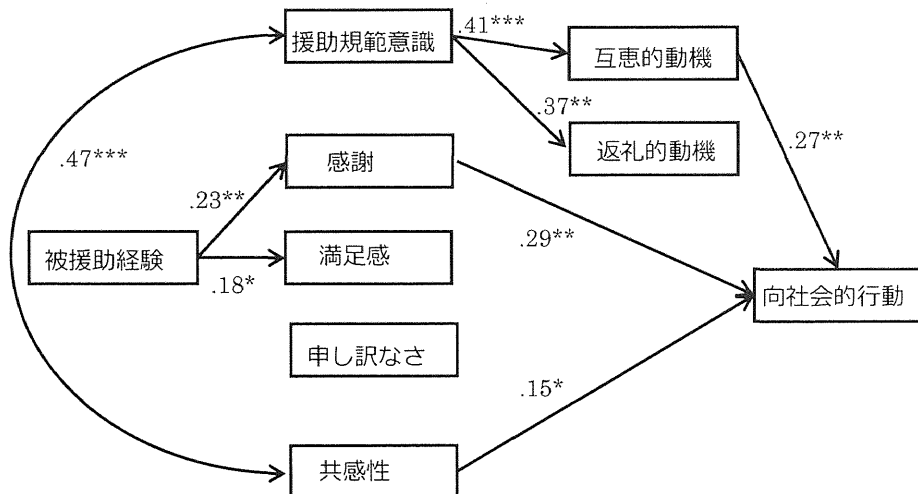 援助規範意識
.41***
互恵的動機
.37**
返礼的動機
.47***
感謝
.27**
.23**
被援助経験
満足感
.29**
.18*
向社会的行動
申し訳なさ
.15*
共感性